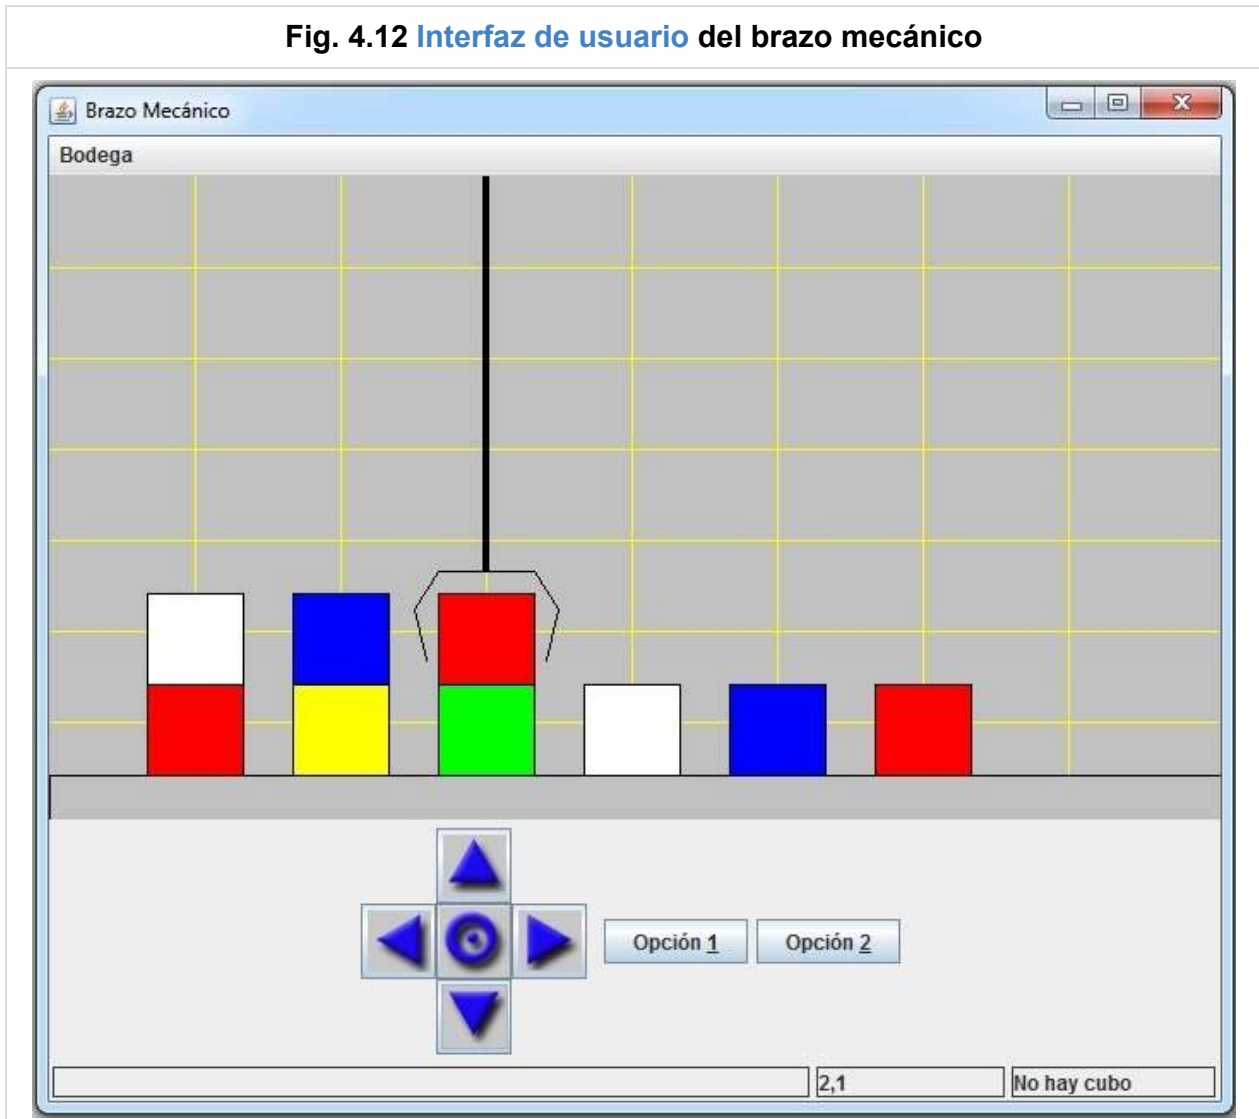 Fig. 4.12 Interfaz de usuario del brazo mecánico
Brazo Mecánico
Bodega
Opción 1
Opción 2
2,1
No hay cubo